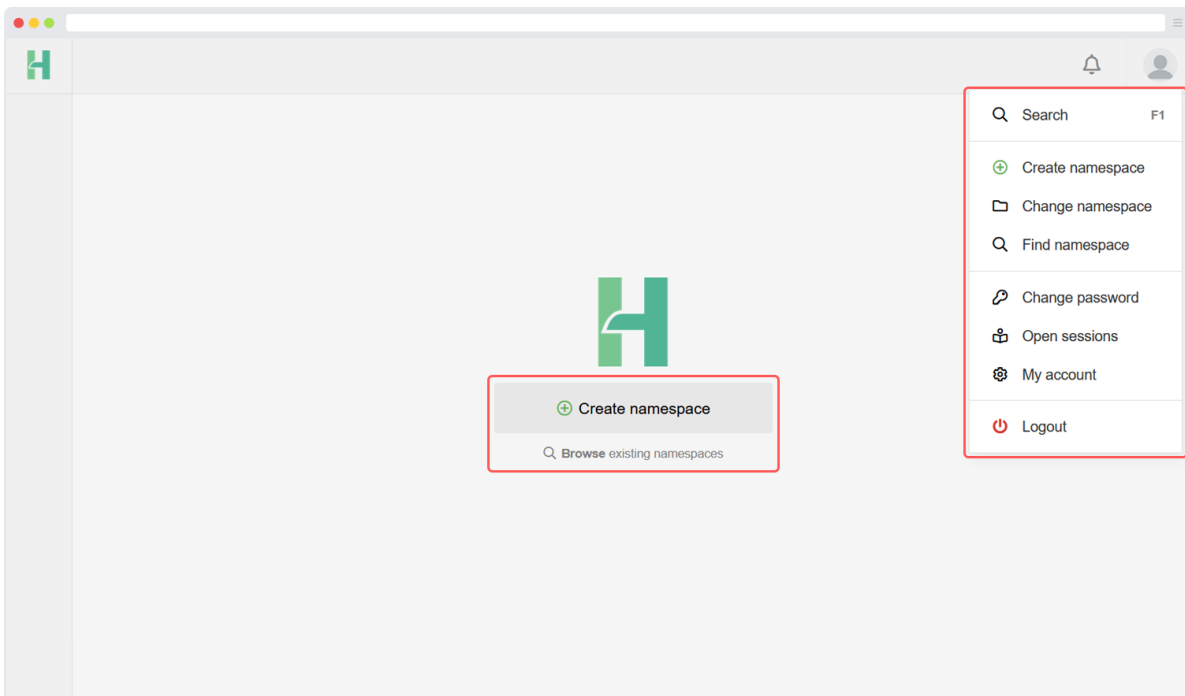 Search F1
Create namespace
Change namespace
Find namespace
Change password
Open sessions
My account
Logout
Create namespace
Browse existing namespaces